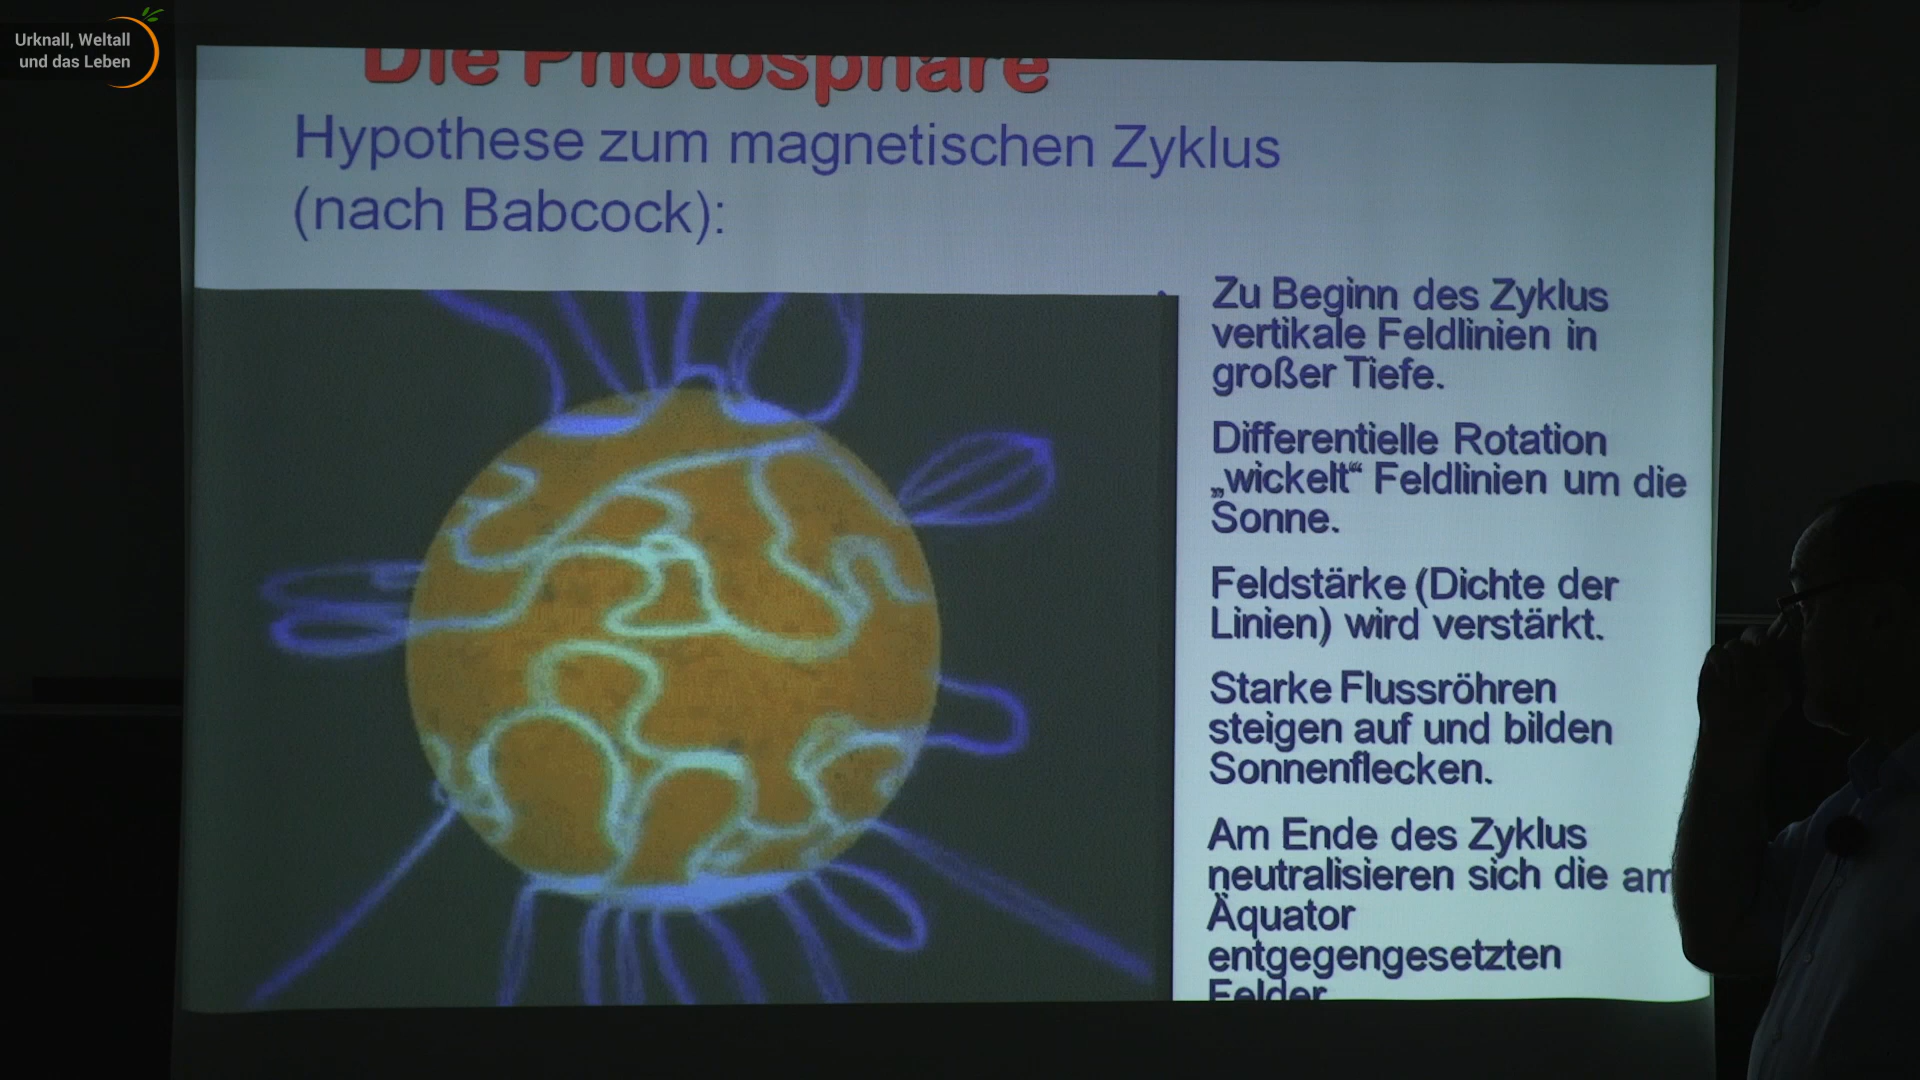 Urknall, Weltall
und das Leben
Die Photosphäre
Hypothese zum magnetischen Zyklus
(nach Babcock):
Zu Beginn des Zyklus
vertikale Feldlinien in
großer Tiefe.
Differentielle Rotation
„wickelt“ Feldlinien um die
Sonne.
Feldstärke (Dichte der
Linien) wird verstärkt.
Starke Flussröhren
steigen auf und bilden
Sonnenflecken.
Am Ende des Zyklus
neutralisieren sich die am
Äquator
entgegengesetzten
Felder